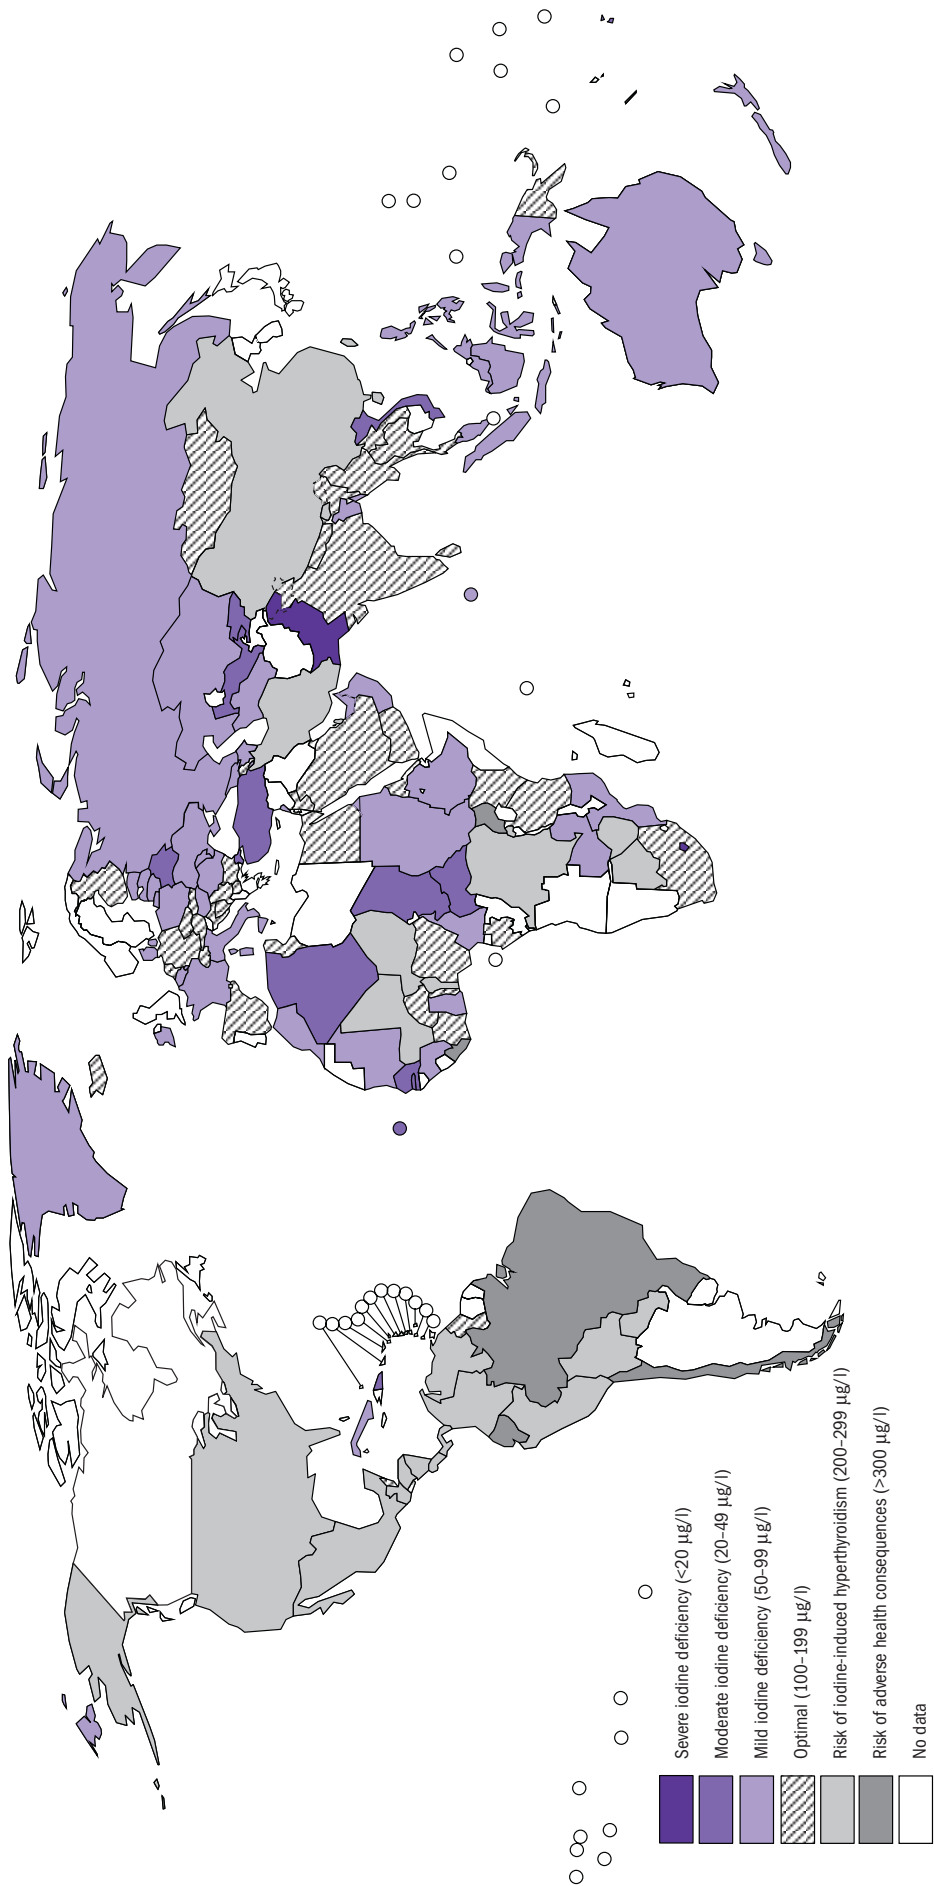 Severe iodine deficiency (<20 µg/l)
Moderate iodine deficiency (20–49 µg/l)
Mild iodine deficiency (50–99 µg/l)
Optimal (100–199 µg/l)
Risk of iodine-induced hyperthyroidism (200–299 µg/l)
Risk of adverse health consequences (>300 µg/l)
No data